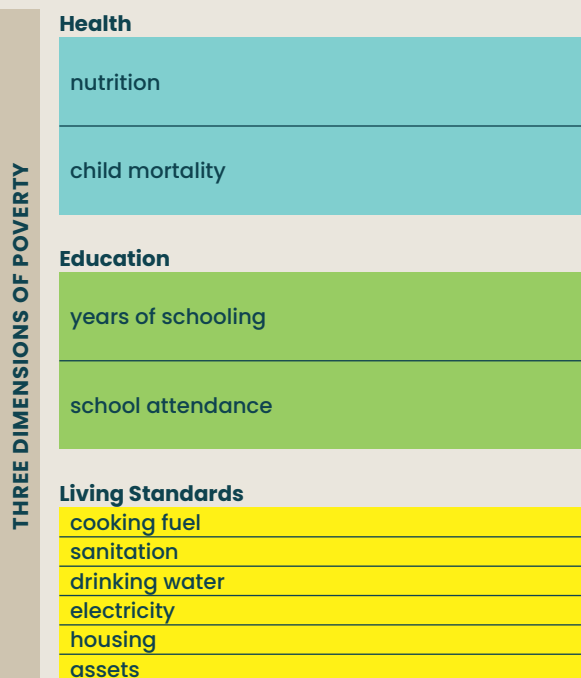 THREE DIMENSIONS OF POVERTY
Health
nutrition
child mortality
Education
years of schooling
school attendance
Living Standards
cooking fuel
sanitation
drinking water
electricity
housing
assets